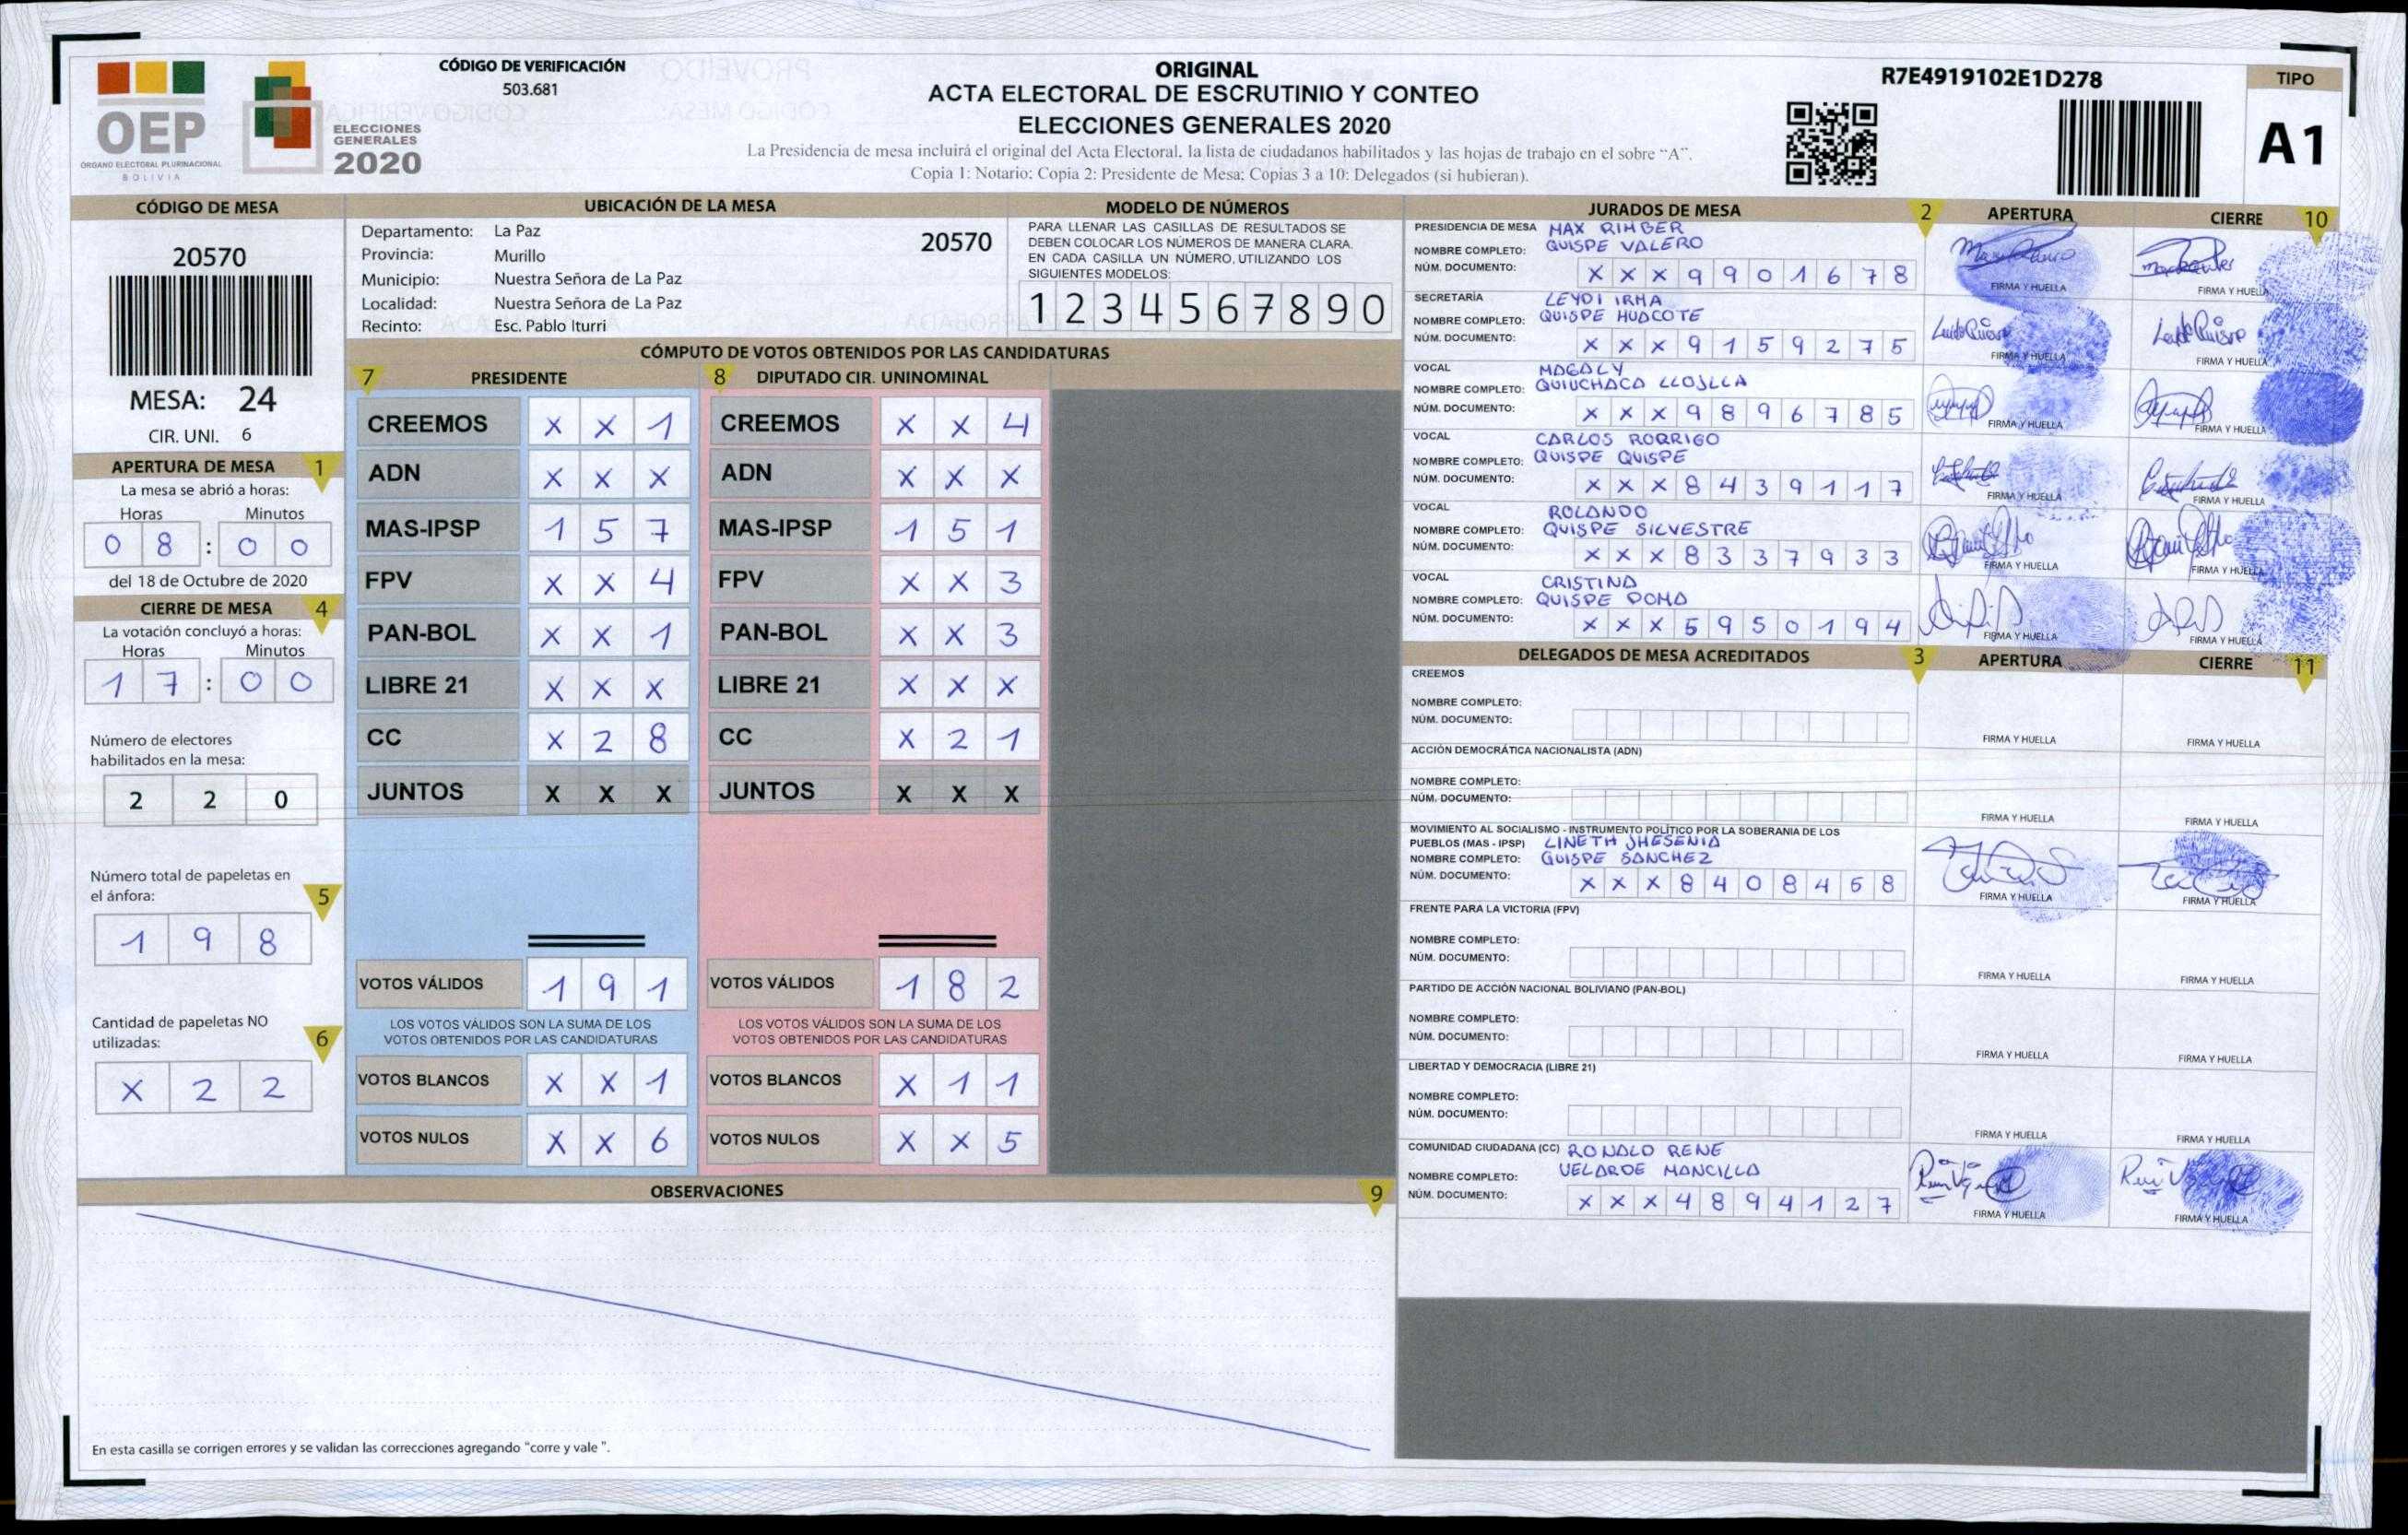 OEP
ÓRGANO ELECTORAL PLURINACIONAL
BOLIVIA
ELECCIONES
GENERALES
2020
CÓDIGO DE VERIFICACIÓN
503.681
ORIGINAL
ACTA ELECTORAL DE ESCRUTINIO Y CONTEO
ELECCIONES GENERALES 2020
La Presidencia de mesa incluirá el original del Acta Electoral, la lista de ciudadanos habilitados y las hojas de trabajo en el sobre “A”.
Copia 1: Notario; Copia 2: Presidente de Mesa; Copias 3 a 10: Delegados (si hubieran).
R7E4919102E1D278
TIPO
A1
CÓDIGO DE MESA
20570
MESA: 24
CIR. UNI. 6
APERTURA DE MESA 1
La mesa se abrió a horas:
Horas Minutos
0 8 : 0 0
del 18 de Octubre de 2020
CIERRE DE MESA 4
La votación concluyó a horas:
Horas Minutos
1 7 : 0 0
Número de electores
habilitados en la mesa:
2 2 0
Número total de papeletas en
el ánfora: 5
1 9 8
Cantidad de papeletas NO
utilizadas: 6
X 2 2
UBICACIÓN DE LA MESA
Departamento: La Paz 20570
Provincia: Murillo
Municipio: Nuestra Señora de La Paz
Localidad: Nuestra Señora de La Paz
Recinto: Esc. Pablo Iturri
MODELO DE NÚMEROS
PARA LLENAR LAS CASILLAS DE RESULTADOS SE
DEBEN COLOCAR LOS NÚMEROS DE MANERA CLARA.
EN CADA CASILLA UN NÚMERO, UTILIZANDO LOS
SIGUIENTES MODELOS:
1 2 3 4 5 6 7 8 9 0
CÓMPUTO DE VOTOS OBTENIDOS POR LAS CANDIDATURAS
7 PRESIDENTE 8 DIPUTADO CIR. UNINOMINAL
CREEMOS X X 1 CREEMOS X X 4
ADN X X X ADN X X X
MAS-IPSP 1 5 7 MAS-IPSP 1 5 1
FPV X X 4 FPV X X 3
PAN-BOL X X 1 PAN-BOL X X 3
LIBRE 21 X X X LIBRE 21 X X X
CC X 2 8 CC X 2 1
JUNTOS X X X JUNTOS X X X
VOTOS VÁLIDOS 1 9 1 VOTOS VÁLIDOS 1 8 2
LOS VOTOS VÁLIDOS SON LA SUMA DE LOS LOS VOTOS VÁLIDOS SON LA SUMA DE LOS
VOTOS OBTENIDOS POR LAS CANDIDATURAS VOTOS OBTENIDOS POR LAS CANDIDATURAS
VOTOS BLANCOS X X 1 VOTOS BLANCOS X 1 1
VOTOS NULOS X X 6 VOTOS NULOS X X 5
OBSERVACIONES 9
En esta casilla se corrigen errores y se validan las correcciones agregando "corre y vale ".
JURADOS DE MESA 2 APERTURA CIERRE 10
PRESIDENCIA DE MESA MAX RIMBER
NOMBRE COMPLETO: QUISPE VALERO
NÚM. DOCUMENTO: X X X 9 9 0 1 6 7 8
FIRMA Y HUELLA FIRMA Y HUELLA
SECRETARÍA LEYDI IRMA
NOMBRE COMPLETO: QUISPE HUACOTE
NÚM. DOCUMENTO: X X X 9 1 5 9 2 7 5
FIRMA Y HUELLA FIRMA Y HUELLA
VOCAL MAGALY
NOMBRE COMPLETO: QUIUCHACA LLOJLLA
NÚM. DOCUMENTO: X X X 9 8 9 6 7 8 5
FIRMA Y HUELLA FIRMA Y HUELLA
VOCAL CARLOS RORRIGO
NOMBRE COMPLETO: QUISPE QUISPE
NÚM. DOCUMENTO: X X X 8 4 3 9 1 1 7
FIRMA Y HUELLA FIRMA Y HUELLA
VOCAL ROLANDO
NOMBRE COMPLETO: QUISPE SILVESTRE
NÚM. DOCUMENTO: X X X 8 3 3 7 9 3 3
FIRMA Y HUELLA FIRMA Y HUELLA
VOCAL CRISTINA
NOMBRE COMPLETO: QUISPE POMA
NÚM. DOCUMENTO: X X X 5 9 5 0 1 9 4
FIRMA Y HUELLA FIRMA Y HUELLA
DELEGADOS DE MESA ACREDITADOS 3 APERTURA CIERRE 11
CREEMOS
NOMBRE COMPLETO:
NÚM. DOCUMENTO:
FIRMA Y HUELLA FIRMA Y HUELLA
ACCIÓN DEMOCRÁTICA NACIONALISTA (ADN)
NOMBRE COMPLETO:
NÚM. DOCUMENTO:
FIRMA Y HUELLA FIRMA Y HUELLA
MOVIMIENTO AL SOCIALISMO - INSTRUMENTO POLÍTICO POR LA SOBERANIA DE LOS
PUEBLOS (MAS - IPSP) LINETH JHESENIA
NOMBRE COMPLETO: QUISPE SANCHEZ
NÚM. DOCUMENTO: X X X 8 4 0 8 4 6 8
FIRMA Y HUELLA FIRMA Y HUELLA
FRENTE PARA LA VICTORIA (FPV)
NOMBRE COMPLETO:
NÚM. DOCUMENTO:
FIRMA Y HUELLA FIRMA Y HUELLA
PARTIDO DE ACCIÓN NACIONAL BOLIVIANO (PAN-BOL)
NOMBRE COMPLETO:
NÚM. DOCUMENTO:
FIRMA Y HUELLA FIRMA Y HUELLA
LIBERTAD Y DEMOCRACIA (LIBRE 21)
NOMBRE COMPLETO:
NÚM. DOCUMENTO:
FIRMA Y HUELLA FIRMA Y HUELLA
COMUNIDAD CIUDADANA (CC) RONALD RENE
NOMBRE COMPLETO: VELARDE MANCILLA
NÚM. DOCUMENTO: X X X 4 8 9 4 1 2 7
FIRMA Y HUELLA FIRMA Y HUELLA